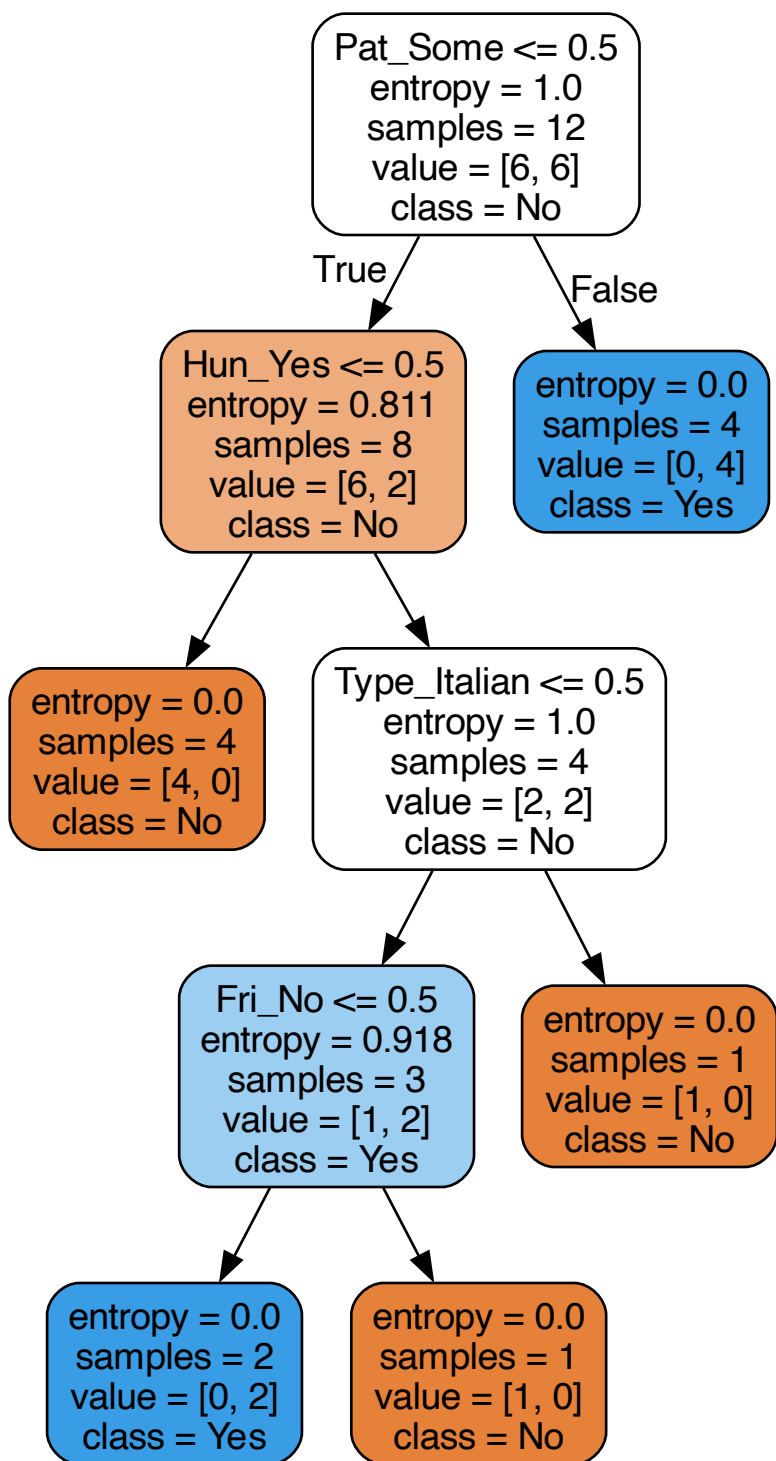 Pat_Some <= 0.5
entropy = 1.0
samples = 12
value = [6, 6]
class = No
True
False
Hun_Yes <= 0.5
entropy = 0.811
samples = 8
value = [6, 2]
class = No
entropy = 0.0
samples = 4
value = [0, 4]
class = Yes
entropy = 0.0
samples = 4
value = [4, 0]
class = No
Type_Italian <= 0.5
entropy = 1.0
samples = 4
value = [2, 2]
class = No
Fri_No <= 0.5
entropy = 0.918
samples = 3
value = [1, 2]
class = Yes
entropy = 0.0
samples = 1
value = [1, 0]
class = No
entropy = 0.0
samples = 2
value = [0, 2]
class = Yes
entropy = 0.0
samples = 1
value = [1, 0]
class = No